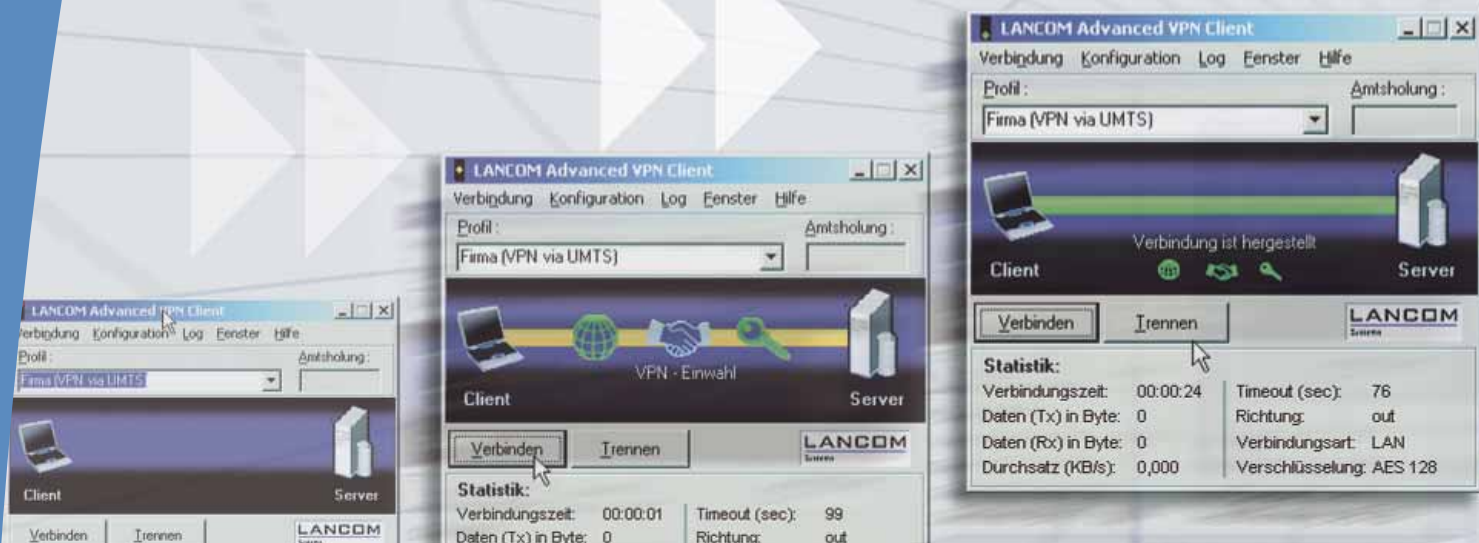 LANCOM Advanced VPN Client
Verbindung Konfiguration Log Fenster Hilfe
Profil : Amtsholung :
Firma (VPN via UMTS)
Client Server
Verbinden Trennen LANCOM
Systems
LANCOM Advanced VPN Client
Verbindung Konfiguration Log Fenster Hilfe
Profil : Amtsholung :
Firma (VPN via UMTS)
VPN - Einwahl
Client Server
Verbinden Trennen LANCOM
Systems
Statistik:
Verbindungszeit: 00:00:01 Timeout (sec): 99
Daten (Tx) in Byte: 0 Richtung: out
LANCOM Advanced VPN Client
Verbindung Konfiguration Log Fenster Hilfe
Profil : Amtsholung :
Firma (VPN via UMTS)
Verbindung ist hergestellt
Client Server
Verbinden Trennen LANCOM
Systems
Statistik:
Verbindungszeit: 00:00:24 Timeout (sec): 76
Daten (Tx) in Byte: 0 Richtung: out
Daten (Rx) in Byte: 0 Verbindungsart: LAN
Durchsatz (KB/s): 0,000 Verschlüsselung: AES 128